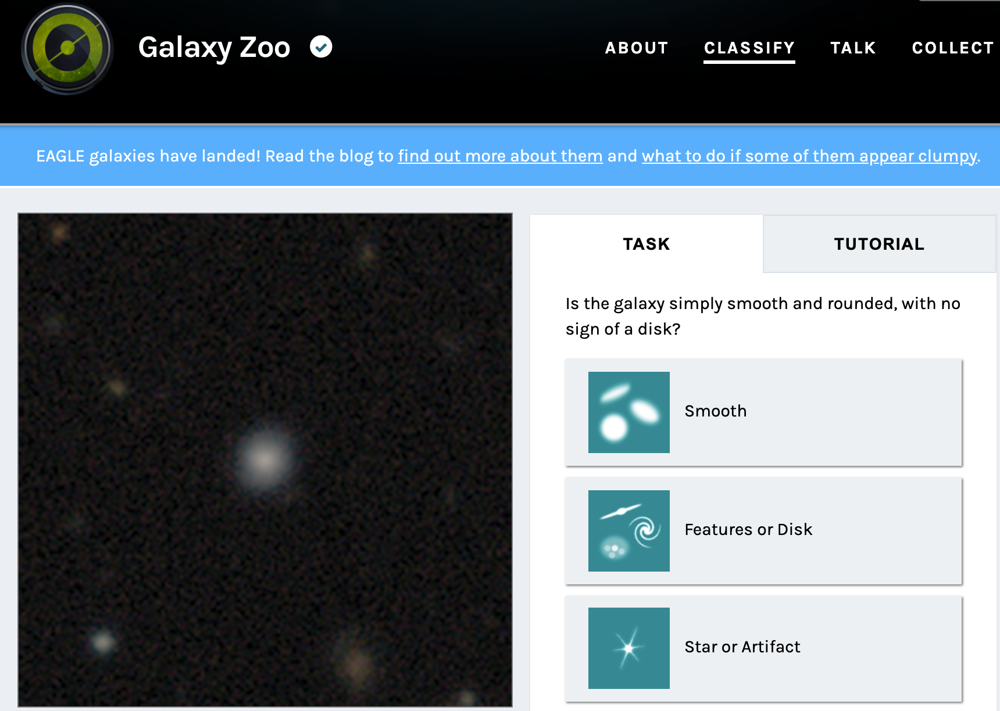 Galaxy Zoo
ABOUT CLASSIFY TALK COLLECT
EAGLE galaxies have landed! Read the blog to find out more about them and what to do if some of them appear clumpy.
TASK
TUTORIAL
Is the galaxy simply smooth and rounded, with no
sign of a disk?
Smooth
Features or Disk
Star or Artifact